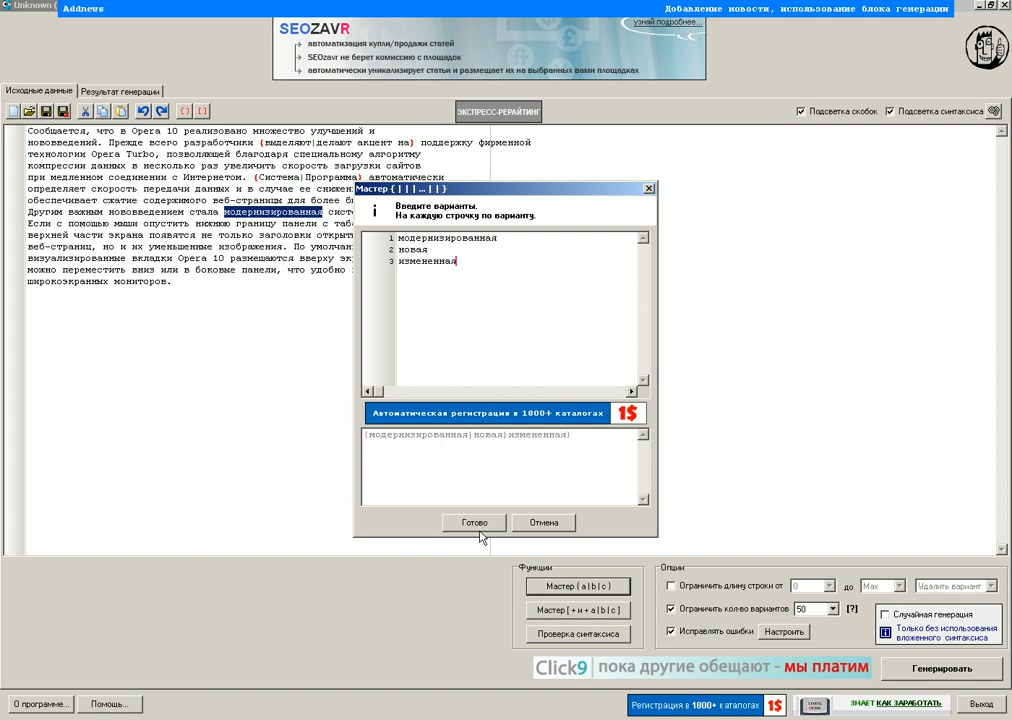 Unknown {
Addnews
Добавление новости, использование блока генерации
SEOZAVR
узнай подробнее...
автоматизация купли/продажи статей
SEOzavr не берет комиссию с площадок
автоматически уникализирует статьи и размещает их на выбранных вами площадках
Исходные данные
Результат генерации
ЭКСПРЕСС-РЕРАЙТИНГ
Подсветка скобок
Подсветка синтаксиса
Сообщается, что в Opera 10 реализовано множество улучшений и
нововведений. Прежде всего разработчики (выделяют|делают акцент на) поддержку фирменной
технологии Opera Turbo, позволяющей благодаря специальному алгоритму
компрессии данных в несколько раз увеличить скорость загрузки сайтов
при медленном соединении с Интернетом. (Система|Программа) автоматически
определяет скорость передачи данных и в случае ее снижен
обеспечивает сжатие содержимого веб-страницы для более бы
Другим важным нововведением стала модернизированная сист
Если с помощью мыши опустить нижнюю границу панели с таб
верхней части экрана появятся не только заголовки открыт
веб-страниц, но и их уменьшенные изображения. По умолчан
визуализированные вкладки Opera 10 размещаются вверху эк
можно переместить вниз или в боковые панели, что удобно
широкоэкранных мониторов.
Мастер { | | | ... | | }
Введите варианты.
На каждую строчку по варианту.
1 модернизированная
2 новая
3 измененная
Автоматическая регистрация в 1800+ каталогах 1$
(модернизированная|новая|измененная)
Готово
Отмена
Функции
Мастер { a | b | c }
Мастер [ + и + a | b | c ]
Проверка синтаксиса
Опции
Ограничить длину строки от 0 до Max Удалить вариант
Ограничить кол-во вариантов 50 [?]
Исправлять ошибки Настроить
Случайная генерация
Только без использования
вложенного синтаксиса
Click9 | пока другие обещают - мы платим
Генерировать
О программе...
Помощь...
Регистрация в 1800+ каталогах 1$
ЗНАЕТ КАК ЗАРАБОТАТЬ
Выход